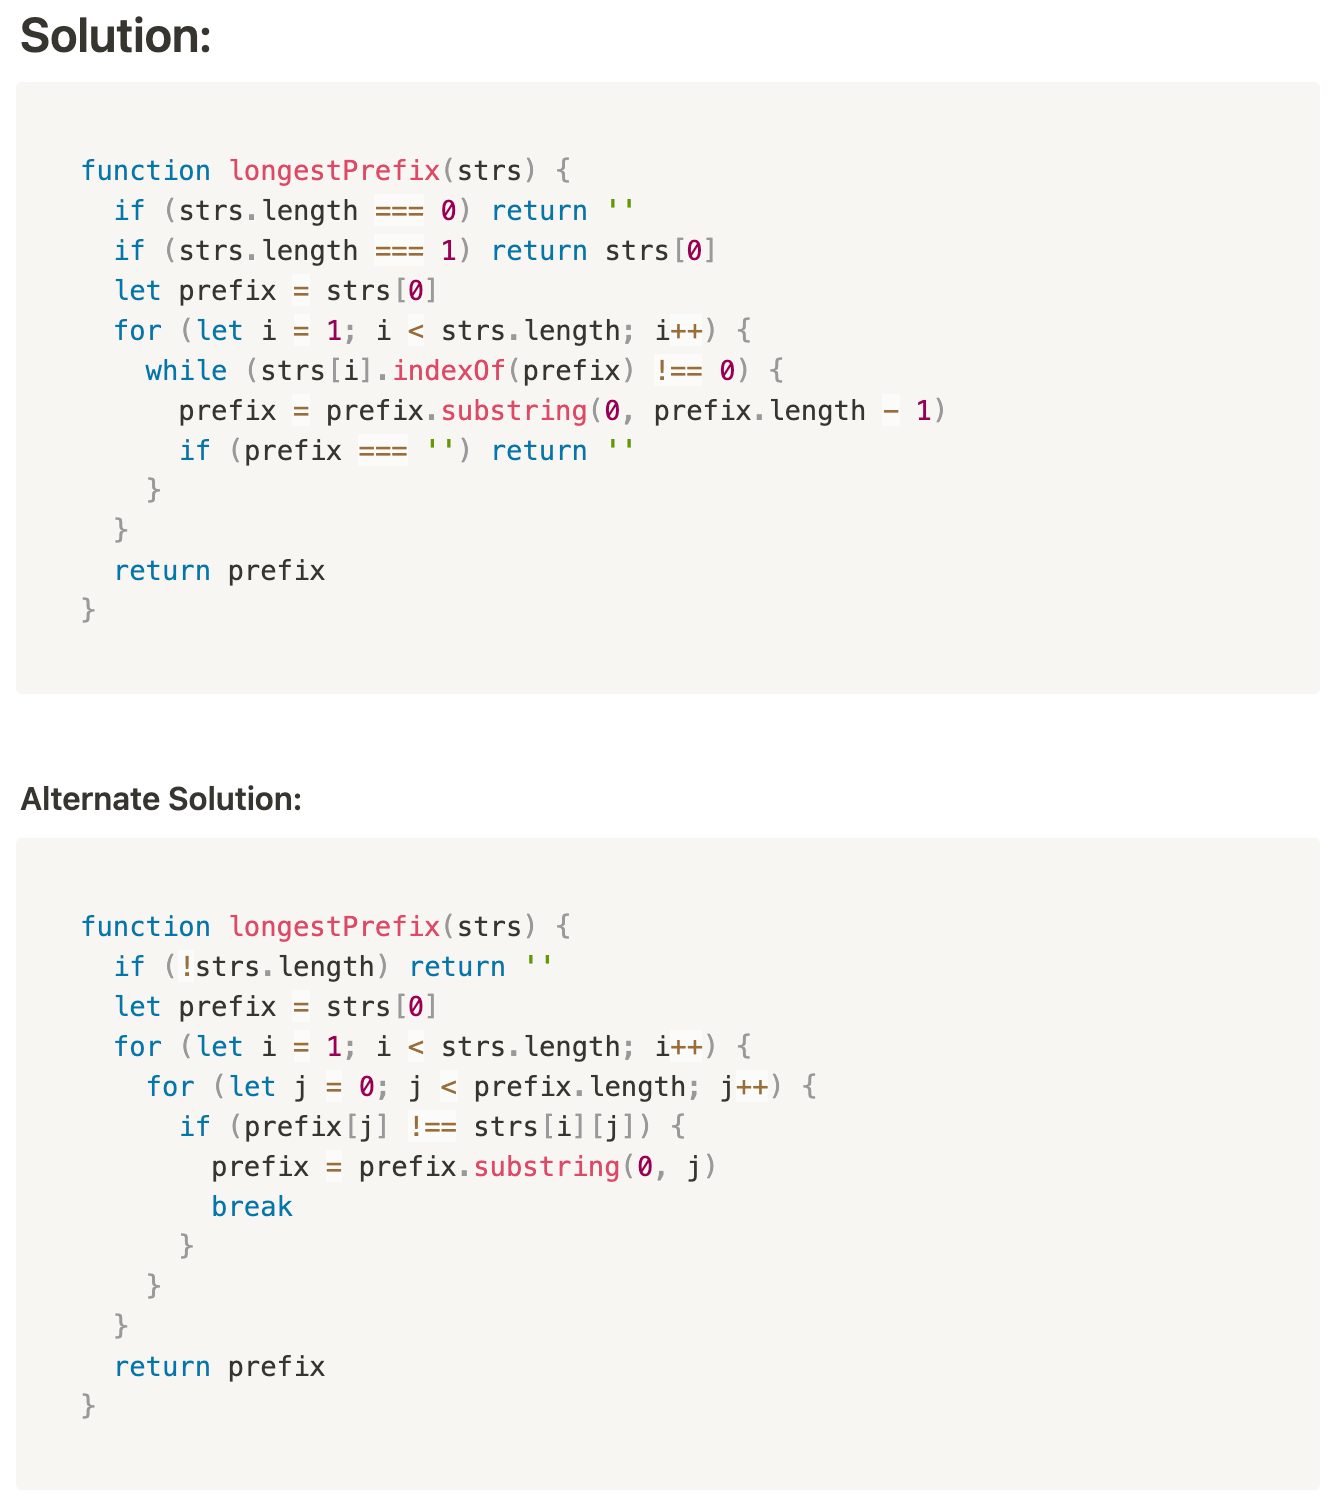 Solution:
function longestPrefix(strs) {
  if (strs.length === 0) return ''
  if (strs.length === 1) return strs[0]
  let prefix = strs[0]
  for (let i = 1; i < strs.length; i++) {
    while (strs[i].indexOf(prefix) !== 0) {
      prefix = prefix.substring(0, prefix.length - 1)
      if (prefix === '') return ''
    }
  }
  return prefix
}
Alternate Solution:
function longestPrefix(strs) {
  if (!strs.length) return ''
  let prefix = strs[0]
  for (let i = 1; i < strs.length; i++) {
    for (let j = 0; j < prefix.length; j++) {
      if (prefix[j] !== strs[i][j]) {
        prefix = prefix.substring(0, j)
        break
      }
    }
  }
  return prefix
}